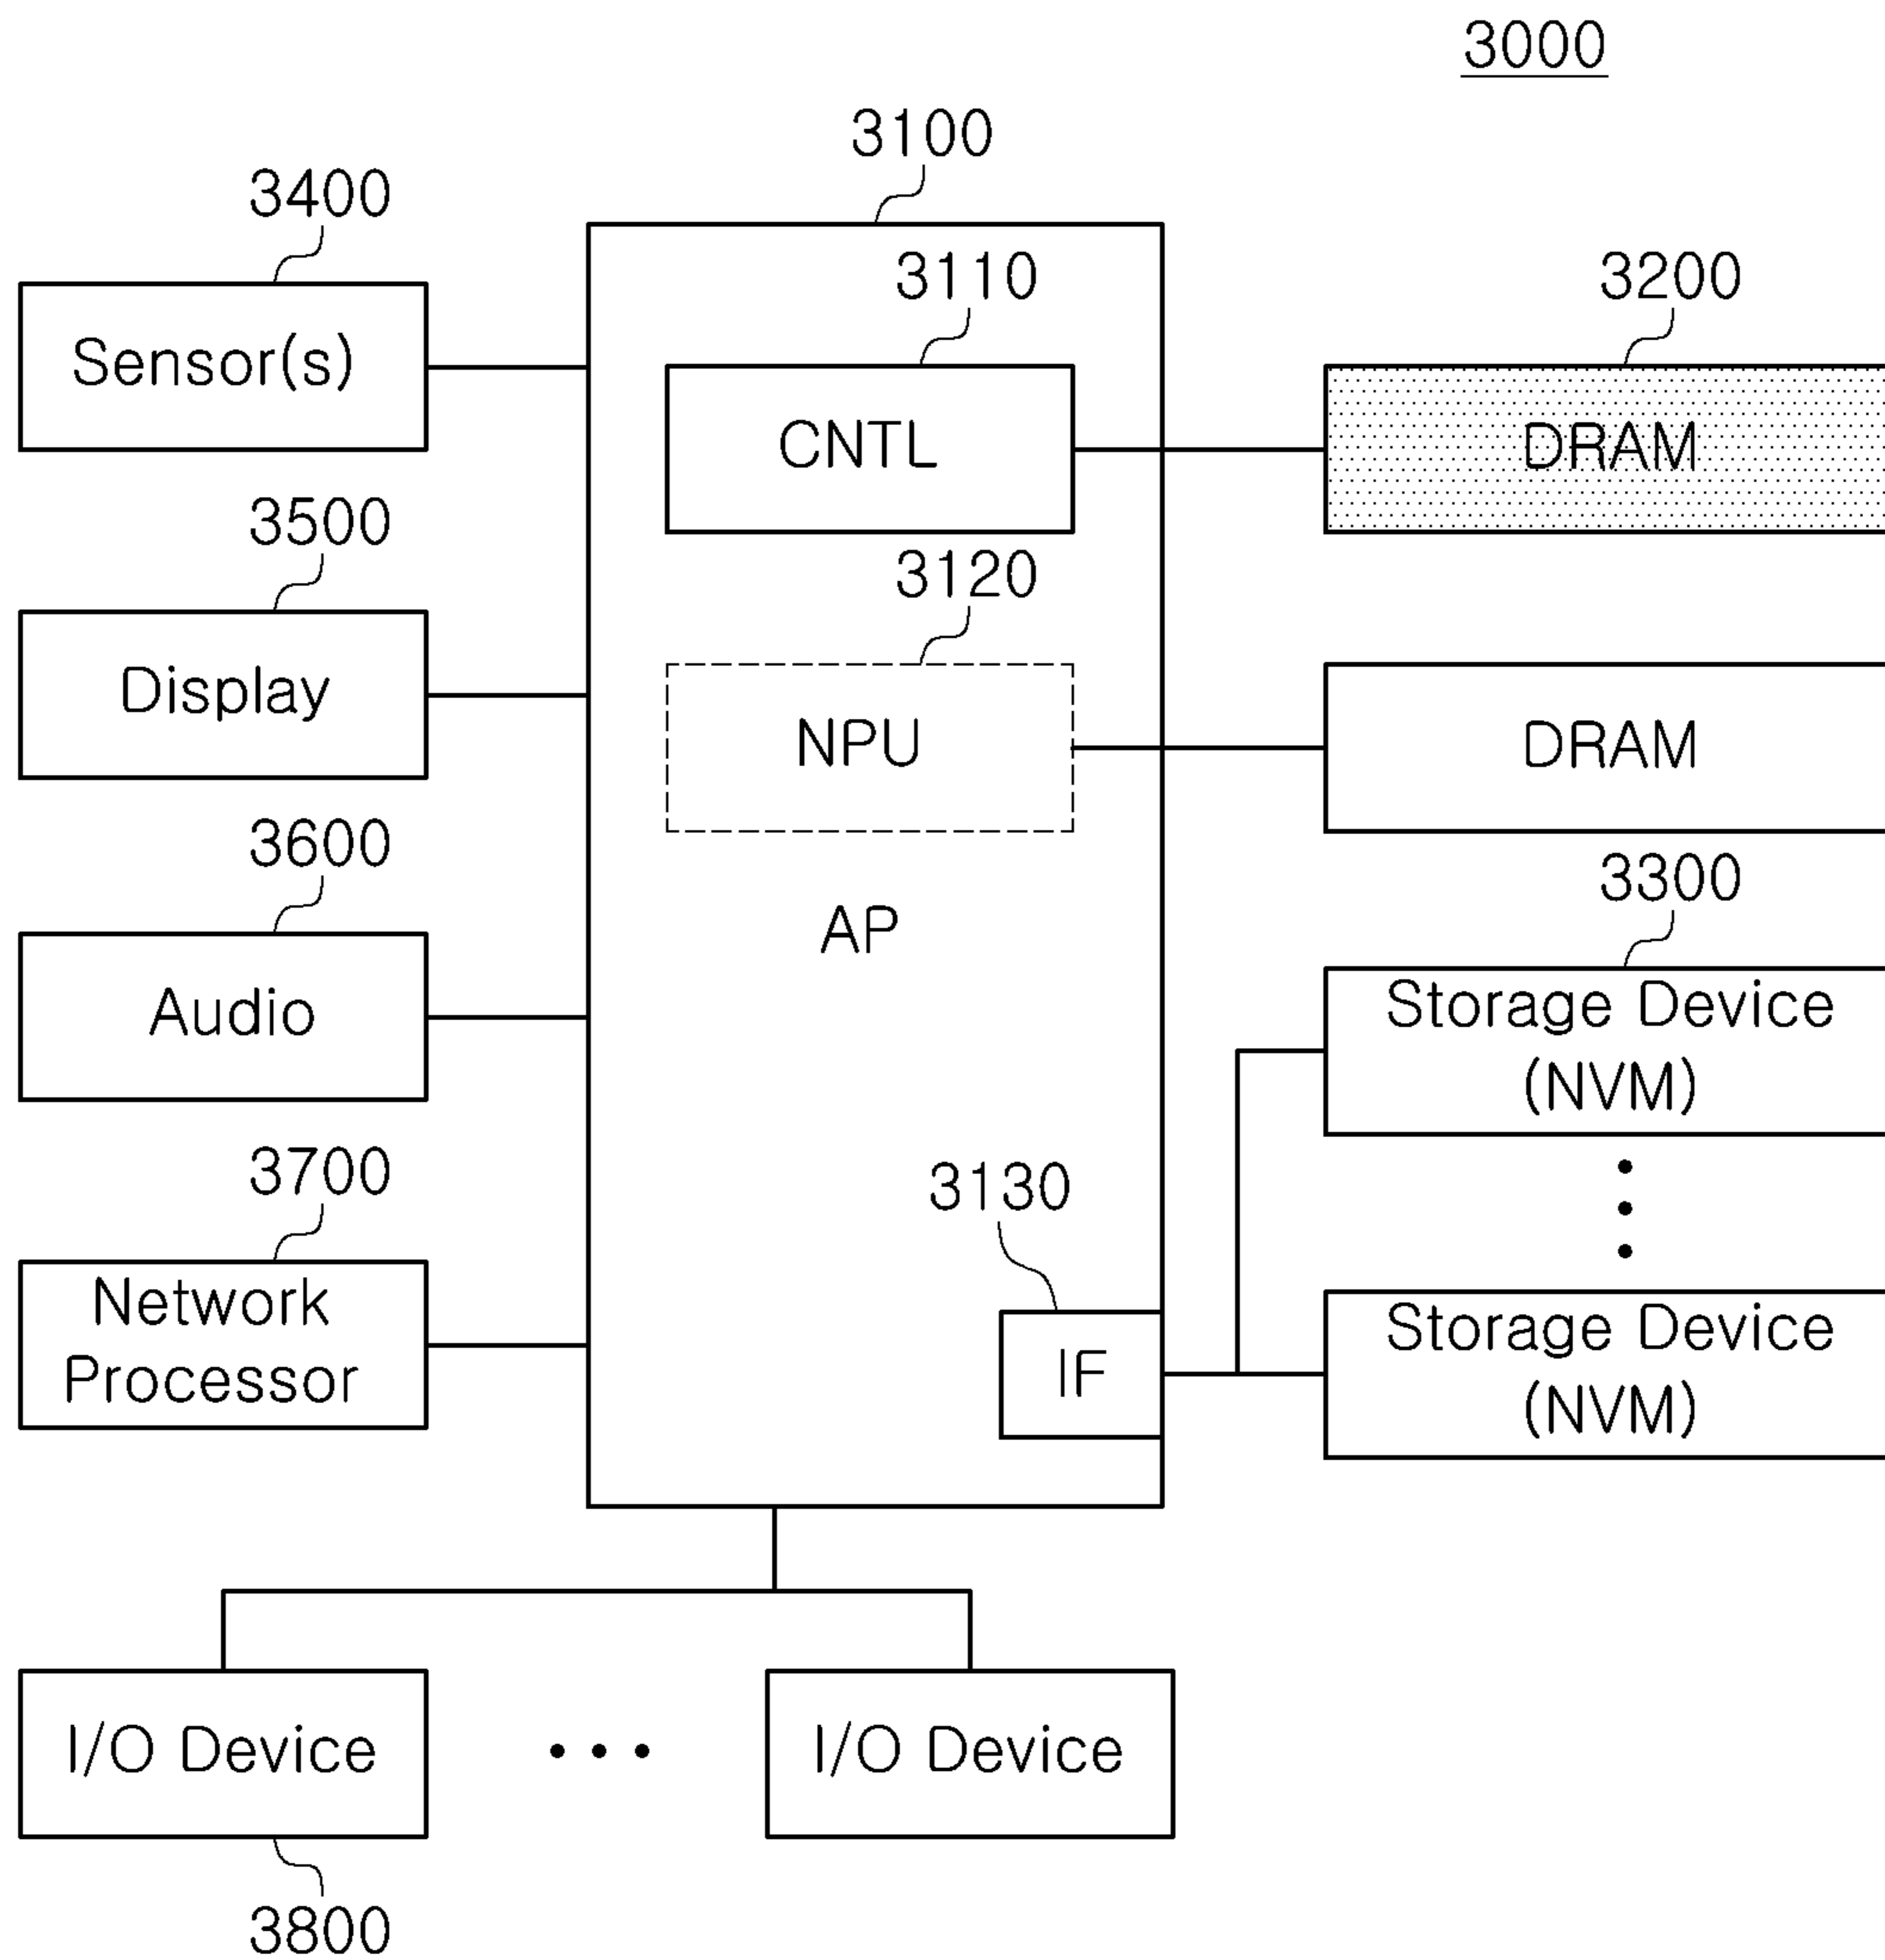 3000
3100
3400
3110
3200
Sensor(s)
CNTL
DRAM
3500
3120
Display
NPU
DRAM
3600
3300
AP
Audio
Storage Device
(NVM)
3700
3130
Network
Processor
IF
Storage Device
(NVM)
I/O Device
I/O Device
3800